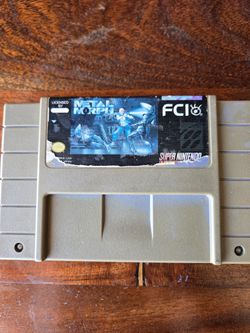 LICENSED
BY
METAL
MORPH
FCI
SUPER NINTENDO